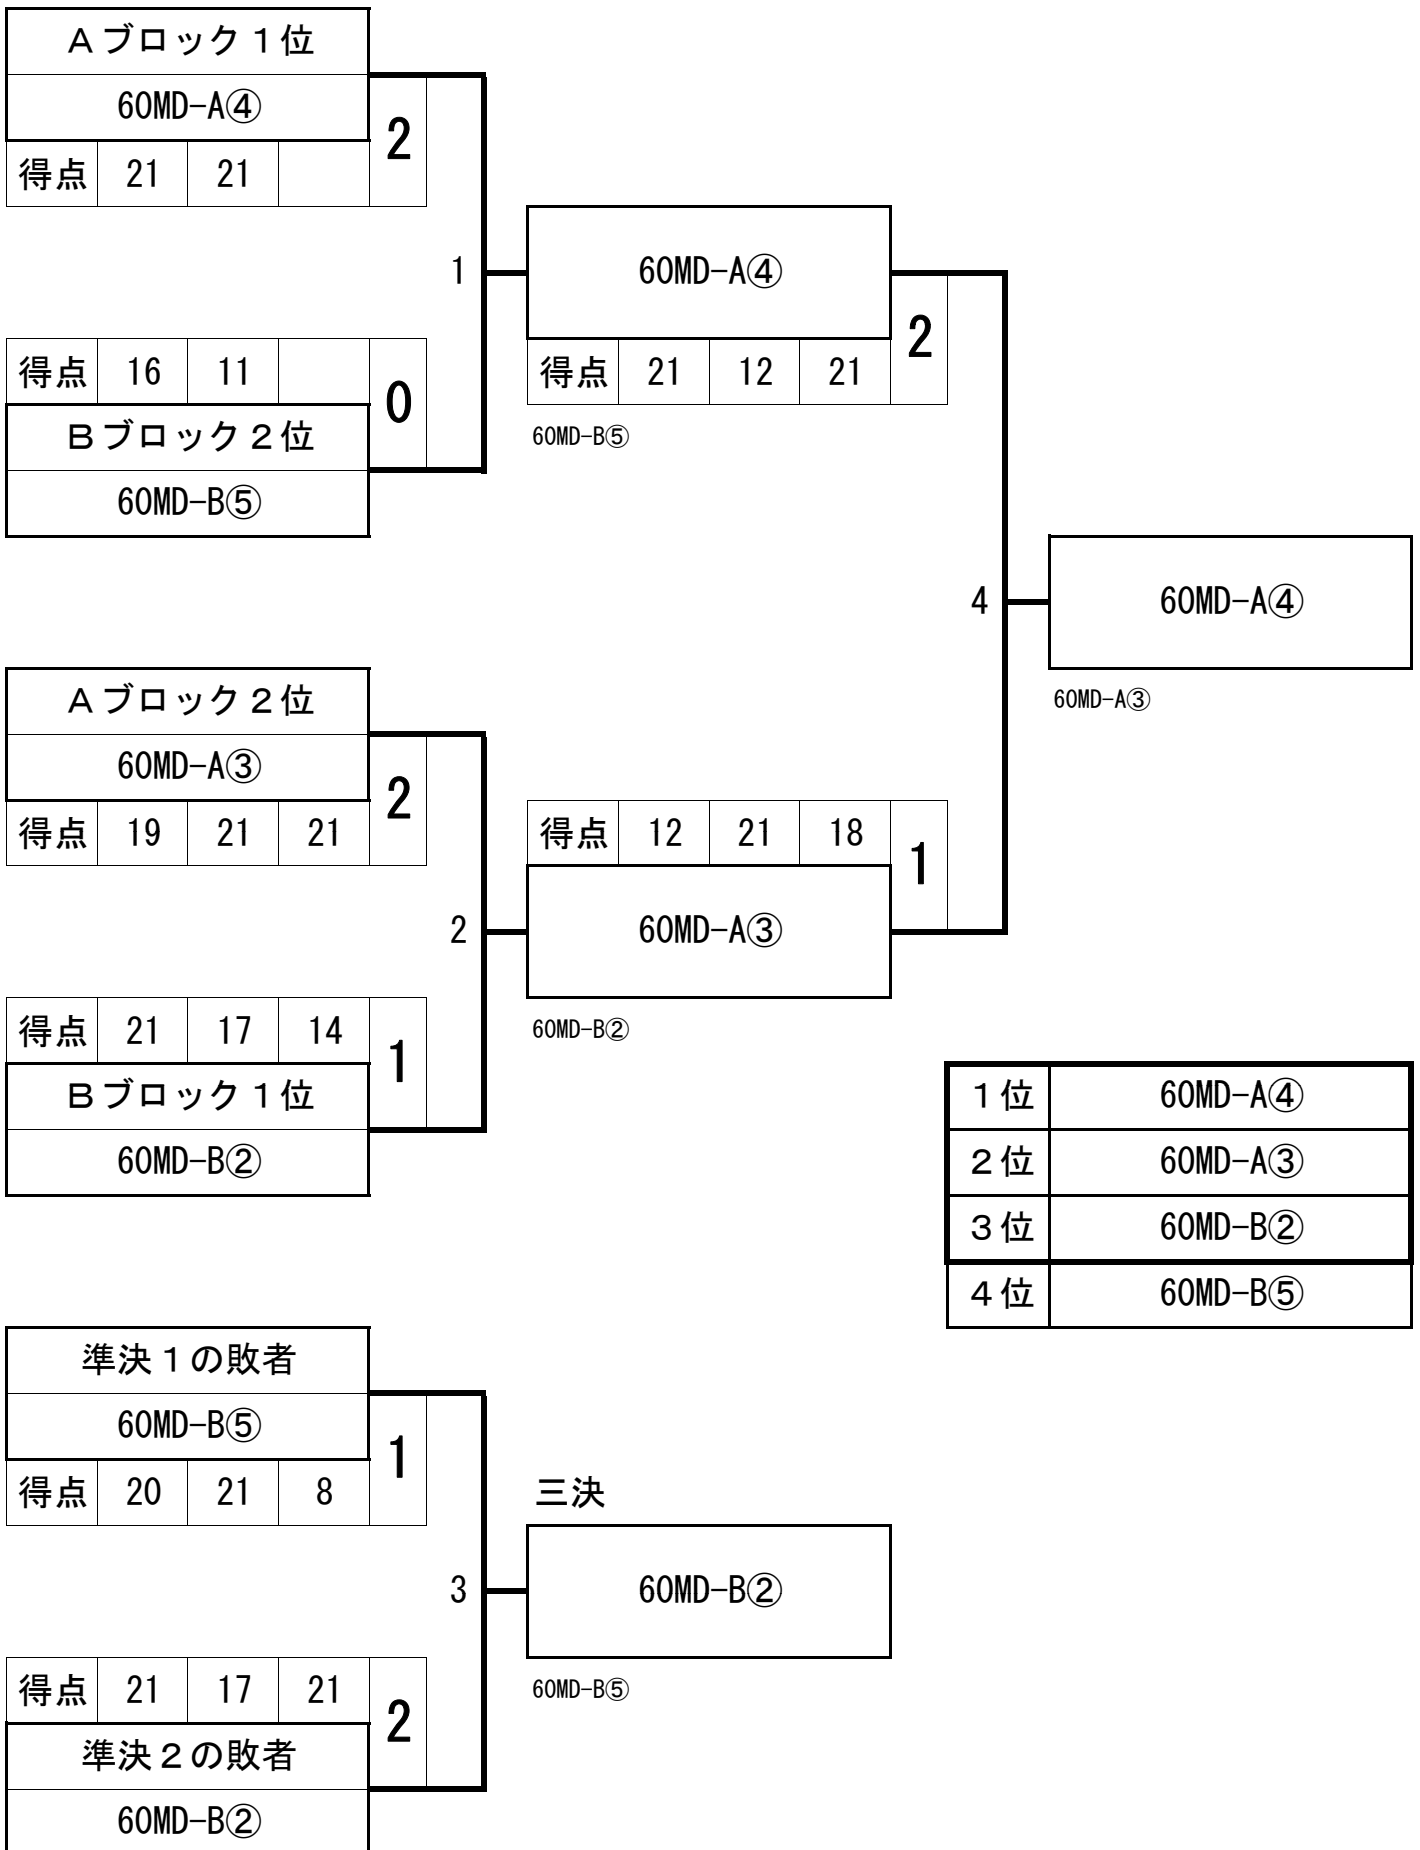 Ａブロック１位
60MD-A④
得点 21 21
2
1
60MD-A④
得点 21 12 21
2
60MD-B⑤
得点 16 11
0
Ｂブロック２位
60MD-B⑤
4
60MD-A④
60MD-A③
Ａブロック２位
60MD-A③
得点 19 21 21
2
2
得点 12 21 18
1
60MD-A③
60MD-B②
得点 21 17 14
1
Ｂブロック１位
60MD-B②
１位 60MD-A④
２位 60MD-A③
３位 60MD-B②
４位 60MD-B⑤
準決１の敗者
60MD-B⑤
得点 20 21 8
1
三決
3
60MD-B②
60MD-B⑤
得点 21 17 21
2
準決２の敗者
60MD-B②